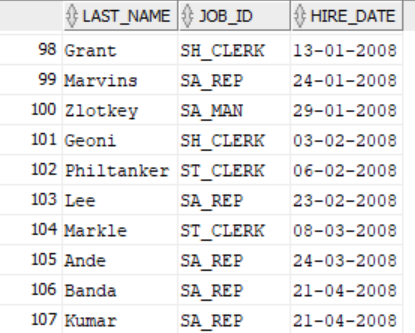 LAST_NAME JOB_ID HIRE_DATE
98 Grant SH_CLERK 13-01-2008
99 Marvins SA_REP 24-01-2008
100 Zlotkey SA_MAN 29-01-2008
101 Geoni SH_CLERK 03-02-2008
102 Philtanker ST_CLERK 06-02-2008
103 Lee SA_REP 23-02-2008
104 Markle ST_CLERK 08-03-2008
105 Ande SA_REP 24-03-2008
106 Banda SA_REP 21-04-2008
107 Kumar SA_REP 21-04-2008